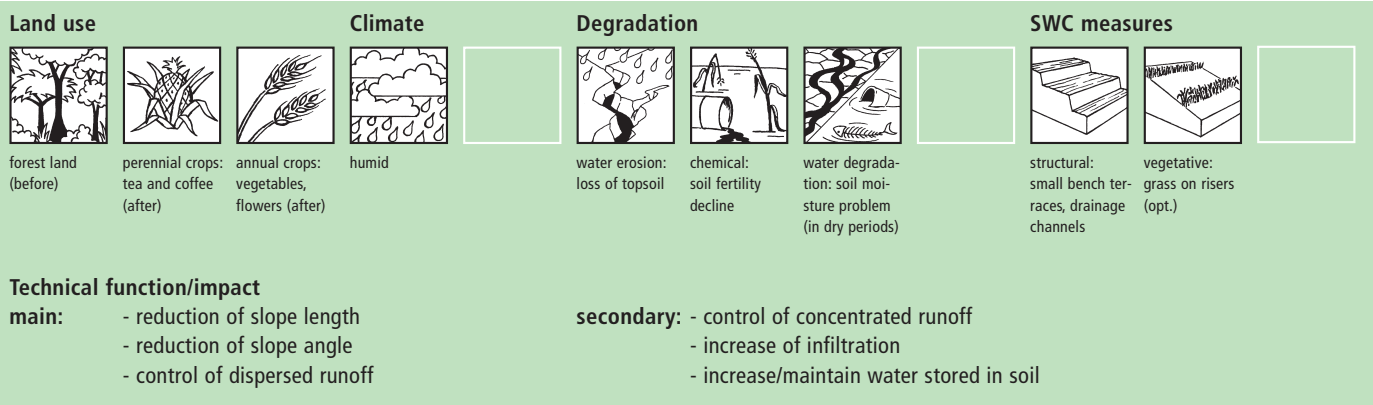 Land use
Climate
Degradation
SWC measures
forest land
(before)
perennial crops:
tea and coffee
(after)
annual crops:
vegetables,
flowers (after)
humid
water erosion:
loss of topsoil
chemical:
soil fertility
decline
water degrada-
tion: soil moi-
sture problem
(in dry periods)
structural:
small bench ter-
races, drainage
channels
vegetative:
grass on risers
(opt.)
Technical function/impact
main:
- reduction of slope length
- reduction of slope angle
- control of dispersed runoff
secondary:
- control of concentrated runoff
- increase of infiltration
- increase/maintain water stored in soil